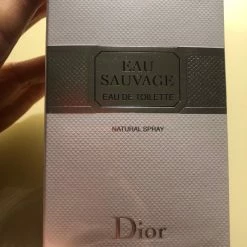 EAU
SAUVAGE
EAU DE TOILETTE
NATURAL SPRAY
Dior